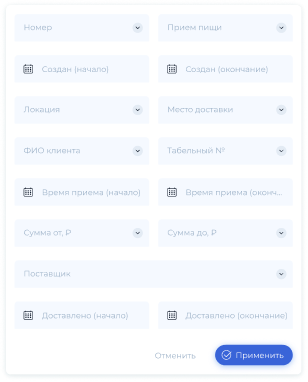 Номер
Прием пищи
Создан (начало)
Создан (окончание)
Локация
Место доставки
ФИО клиента
Табельный №
Время приема (начало)
Время приема (оконч...
Сумма от, ₽
Сумма до, ₽
Поставщик
Доставлено (начало)
Доставлено (окончание)
Отменить
Применить